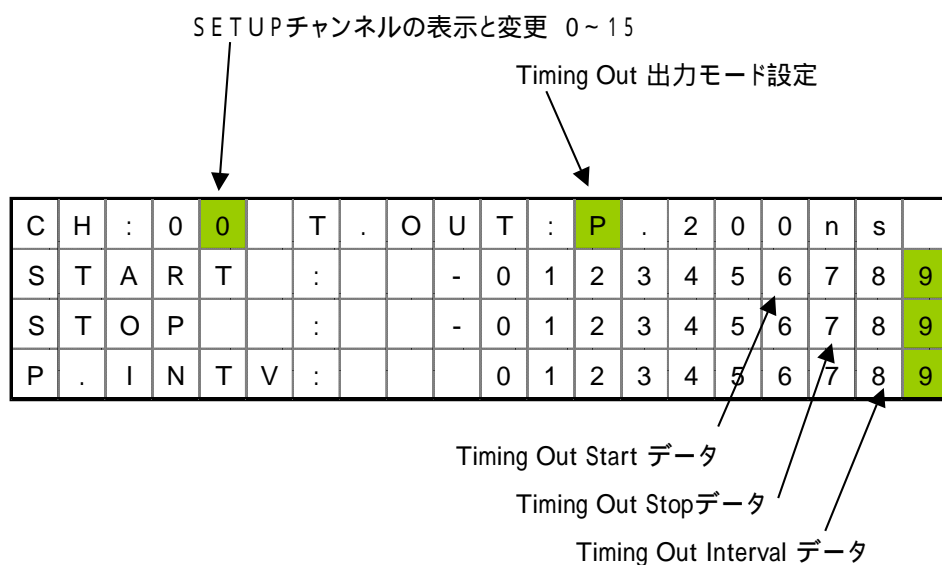 SETUPチャンネルの表示と変更 0~15
Timing Out 出力モード設定
CH:00 T.OUT:P.200ns
START : -0123456789
STOP : -0123456789
P.INTV: 0123456789
Timing Out Start データ
Timing Out Stopデータ
Timing Out Interval データ